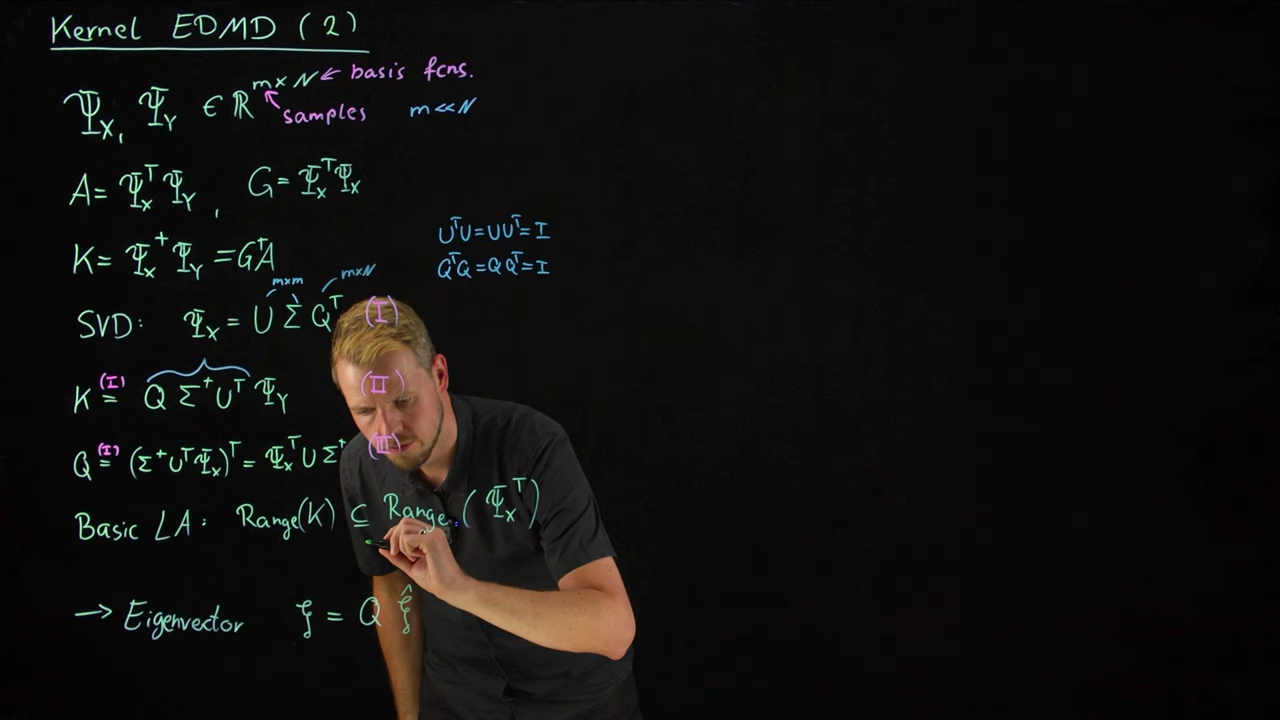 Kernel EDMD (2)
Ψ_X, Ψ_Y ∈ ℝ^{m×N} ← basis fcns.
samples m≪N
A = Ψ_X^T Ψ_Y , G = Ψ_X^T Ψ_X
U^T U = U U^T = I
K = Ψ_X^+ Ψ_Y = G^+ A
Q^T Q = Q Q^T = I
m×m m×N
SVD: Ψ_X = U Σ Q^T (I)
K =^{(I)} Q Σ^+ U^T Ψ_Y (II)
Q =^{(I)} (Σ^+ U^T Ψ_X)^T = Ψ_X^T U Σ^+ (III)
Basic LA: Range(K) ⊆ Range (Ψ_X^T)
→ Eigenvector ξ = Q ξ̂